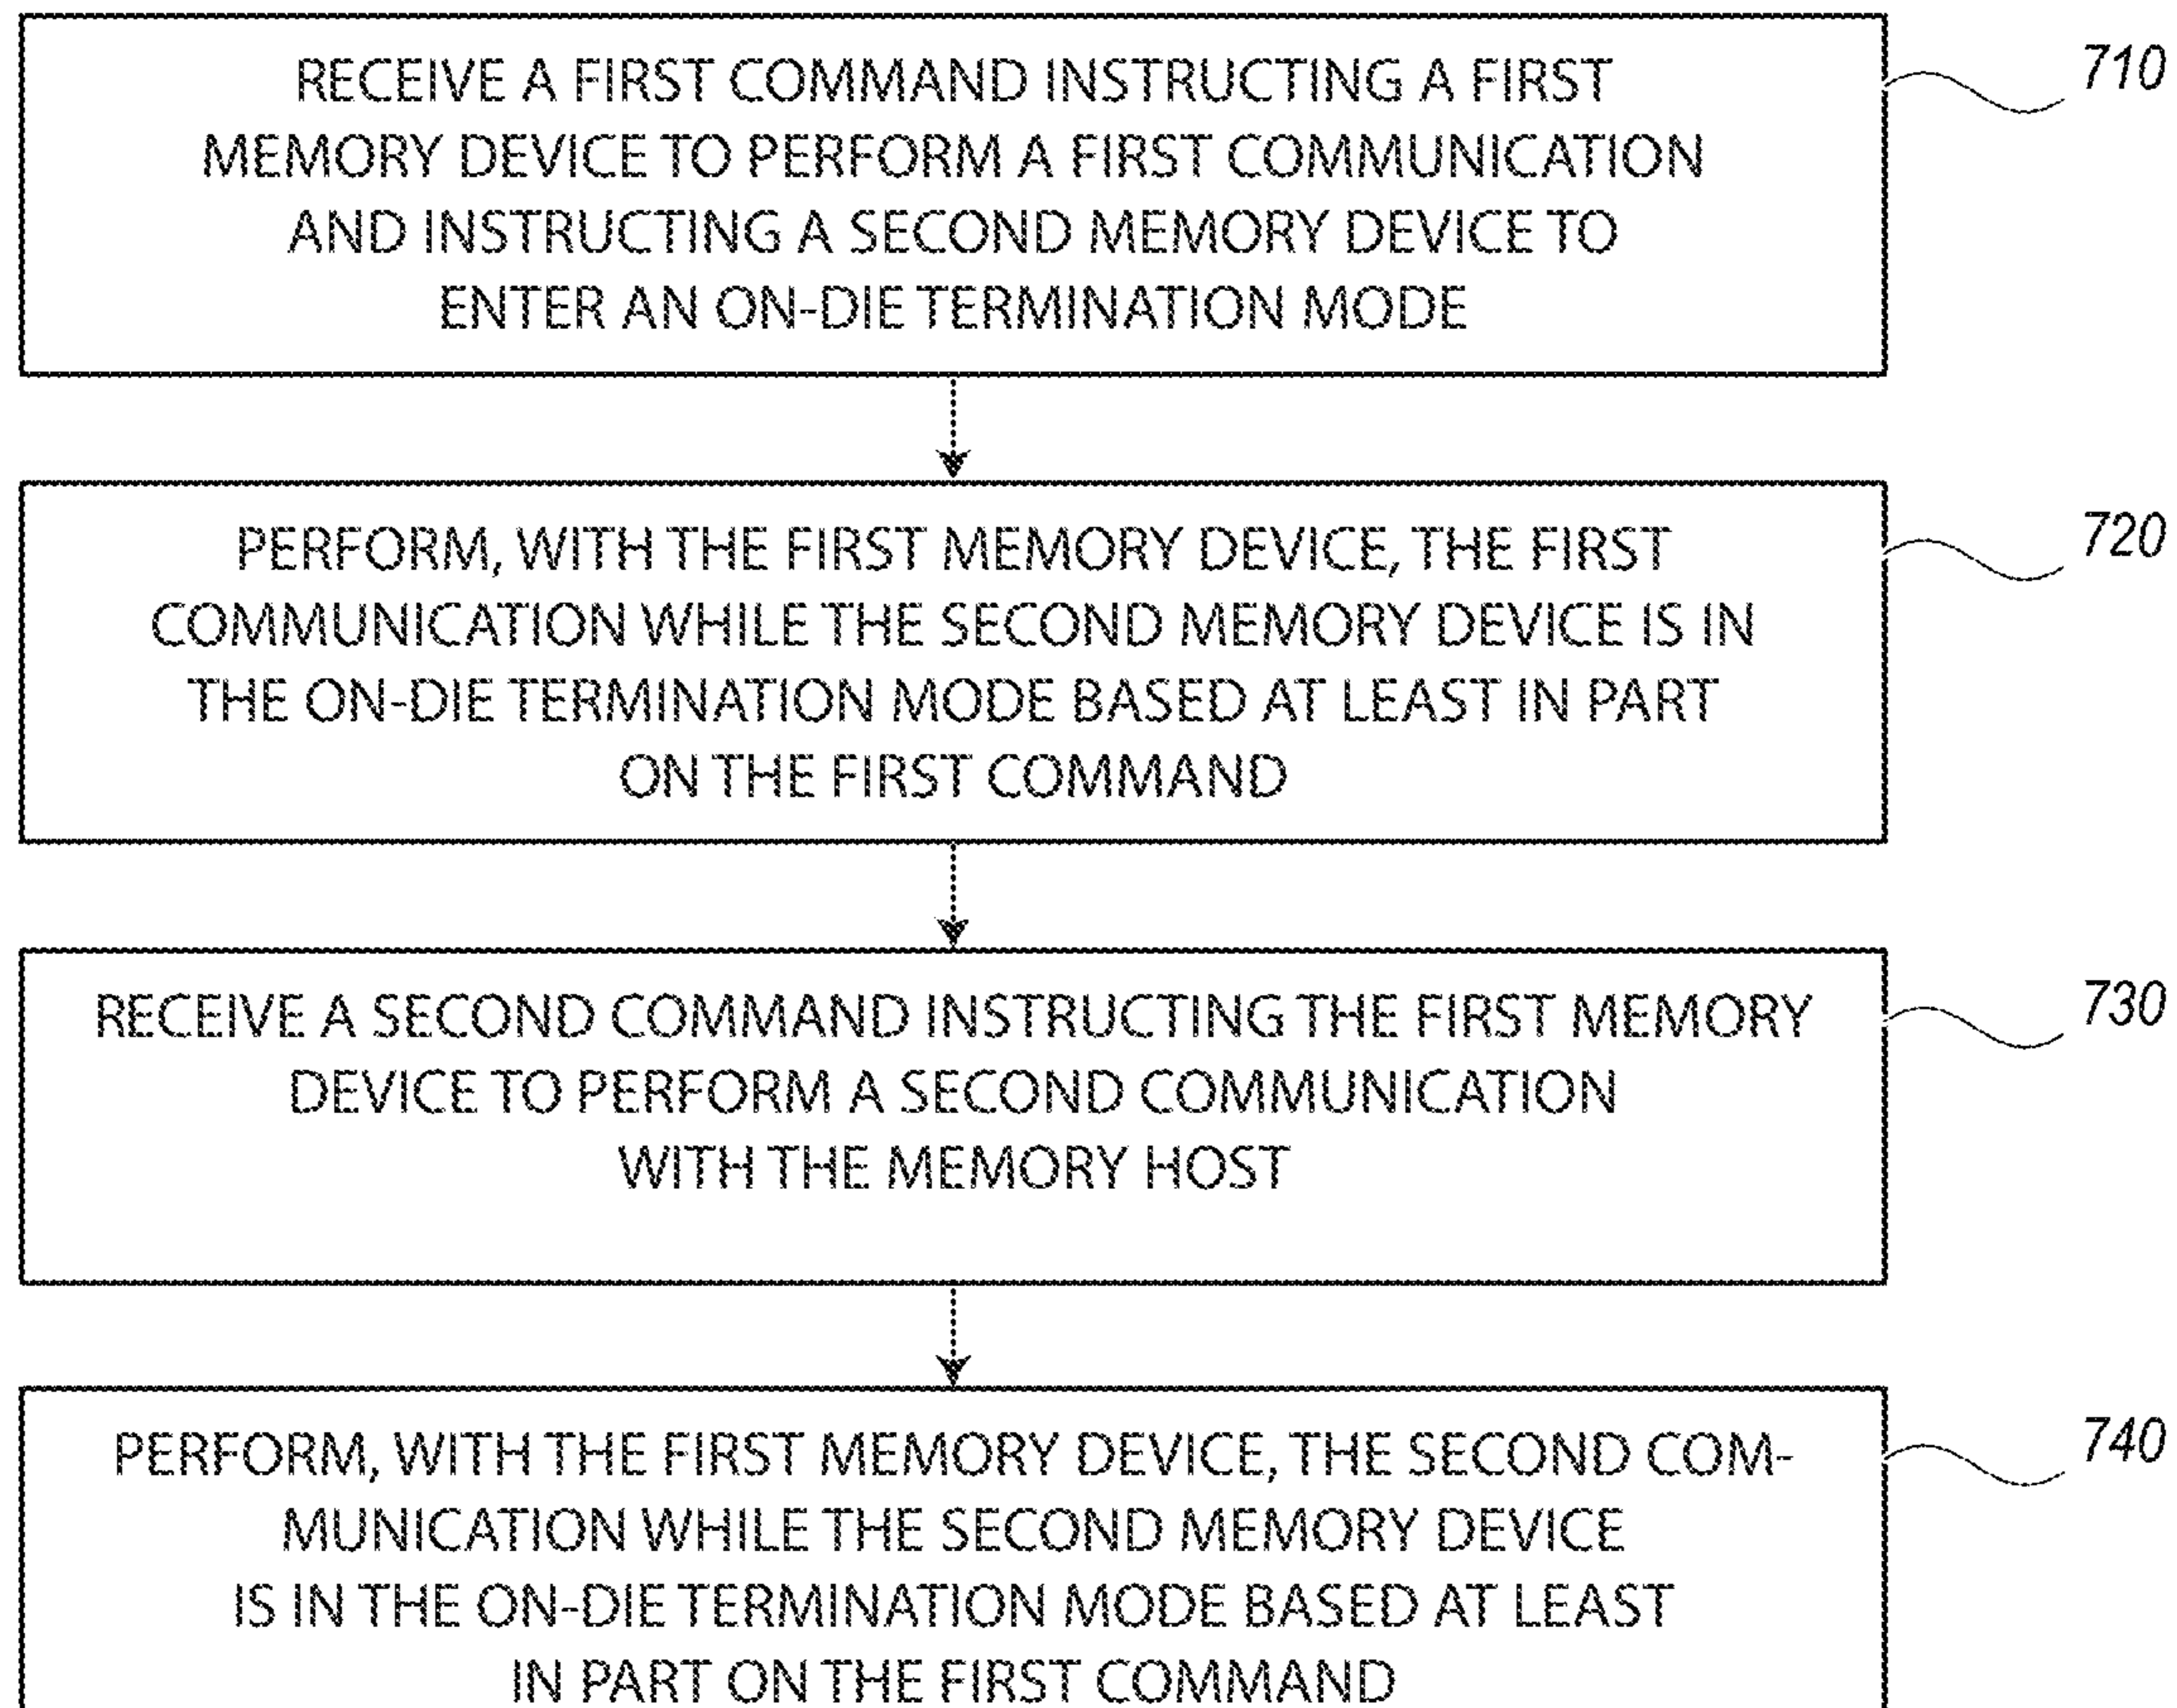 RECEIVE A FIRST COMMAND INSTRUCTING A FIRST
MEMORY DEVICE TO PERFORM A FIRST COMMUNICATION
AND INSTRUCTING A SECOND MEMORY DEVICE TO
ENTER AN ON-DIE TERMINATION MODE
710
PERFORM, WITH THE FIRST MEMORY DEVICE, THE FIRST
COMMUNICATION WHILE THE SECOND MEMORY DEVICE IS IN
THE ON-DIE TERMINATION MODE BASED AT LEAST IN PART
ON THE FIRST COMMAND
720
RECEIVE A SECOND COMMAND INSTRUCTING THE FIRST MEMORY
DEVICE TO PERFORM A SECOND COMMUNICATION
WITH THE MEMORY HOST
730
PERFORM, WITH THE FIRST MEMORY DEVICE, THE SECOND COM-
MUNICATION WHILE THE SECOND MEMORY DEVICE
IS IN THE ON-DIE TERMINATION MODE BASED AT LEAST
IN PART ON THE FIRST COMMAND
740